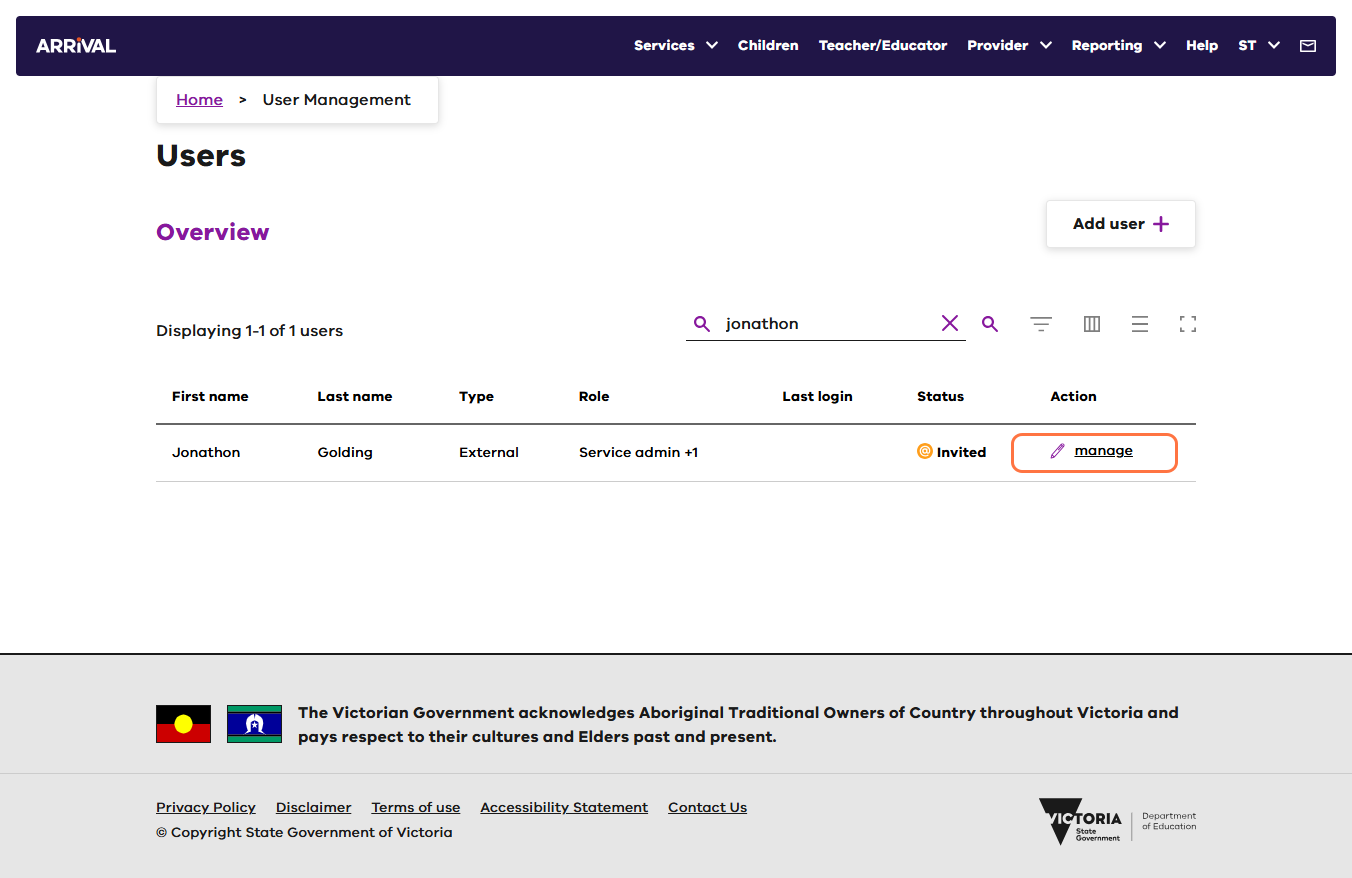 ARRIVAL Services Children Teacher/Educator Provider Reporting Help ST
Home > User Management
Users
Overview
Add user +
Displaying 1-1 of 1 users
jonathon
First name Last name Type Role Last login Status Action
Jonathon Golding External Service admin +1 @ Invited manage
The Victorian Government acknowledges Aboriginal Traditional Owners of Country throughout Victoria and
pays respect to their cultures and Elders past and present.
Privacy Policy Disclaimer Terms of use Accessibility Statement Contact Us
© Copyright State Government of Victoria
VICTORIA
State
Government
Department
of Education